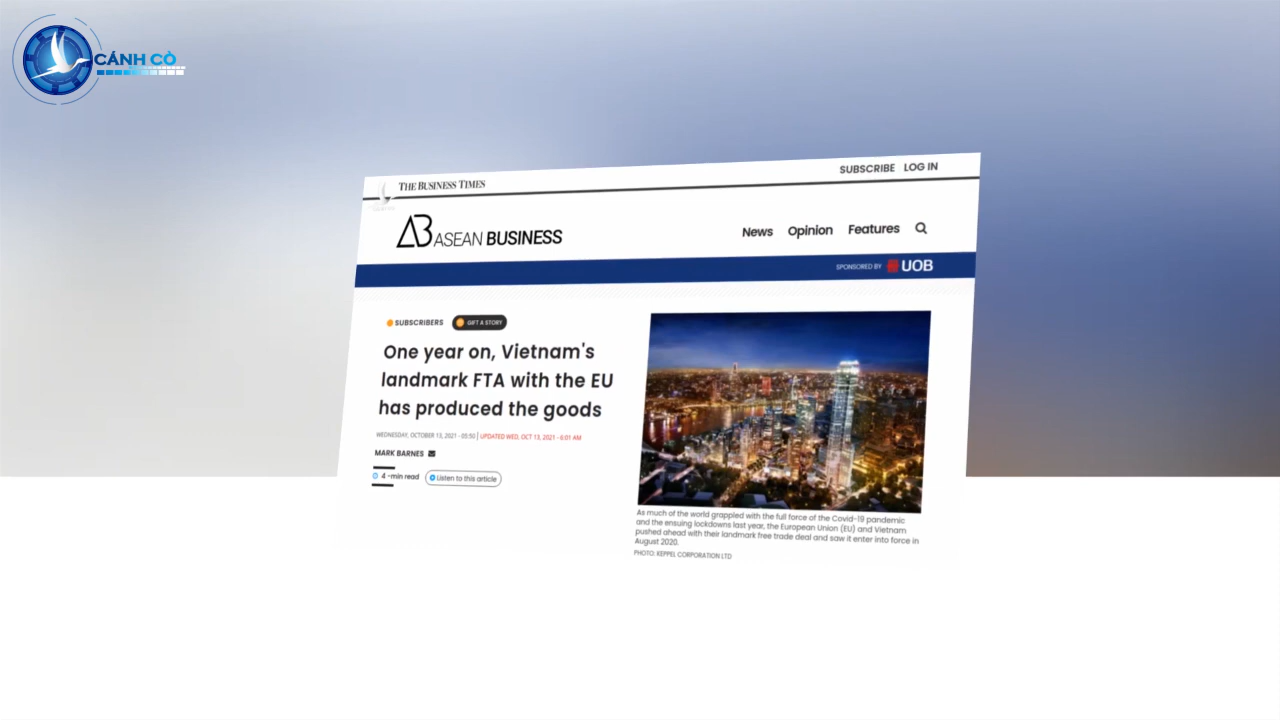 CÁNH CÒ
THE BUSINESS TIMES
SUBSCRIBE LOG IN
AB ASEAN BUSINESS
News Opinion Features
SPONSORED BY UOB
SUBSCRIBERS GIFT A STORY
One year on, Vietnam's
landmark FTA with the EU
has produced the goods
WEDNESDAY, OCTOBER 13, 2021 - 05:50 | UPDATED WED, OCT 13, 2021 - 6:01 AM
MARK BARNES
4 -min read Listen to this article
As much of the world grappled with the full force of the Covid-19 pandemic
and the ensuing lockdowns last year, the European Union (EU) and Vietnam
pushed ahead with their landmark free trade deal and saw it enter into force in
August 2020.
PHOTO: KEPPEL CORPORATION LTD